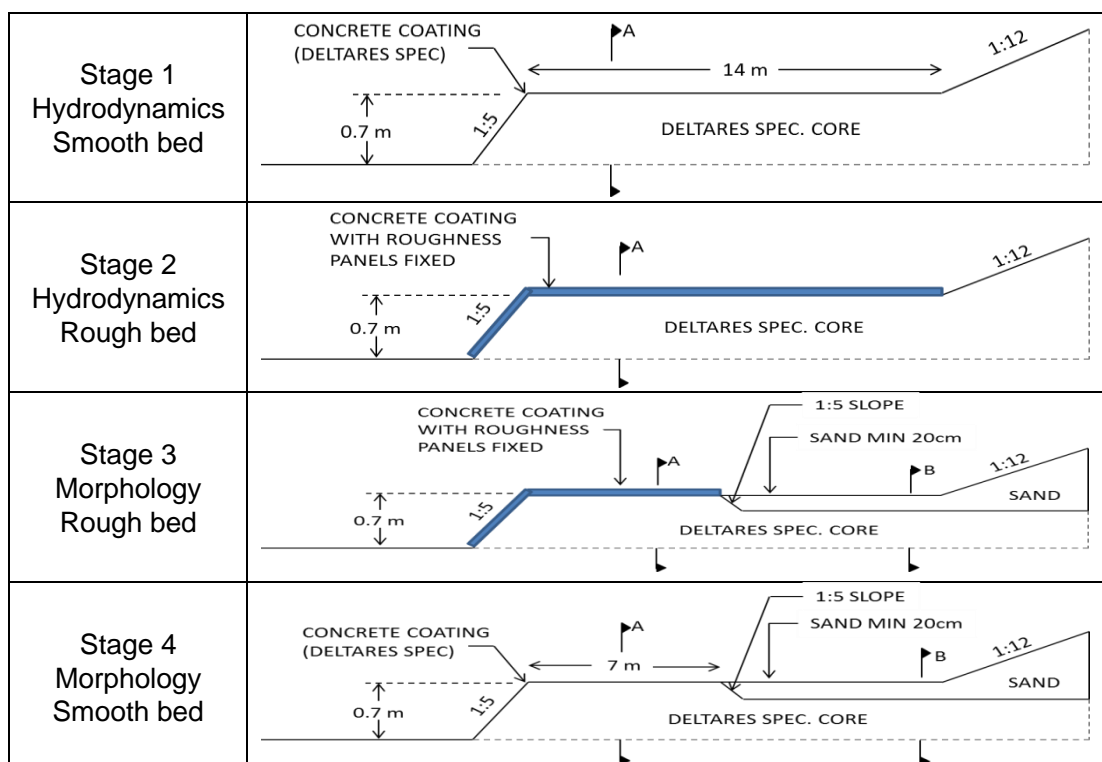 Stage 1
Hydrodynamics
Smooth bed
CONCRETE COATING
(DELTARES SPEC)
A
14 m
1:12
0.7 m
1:5
DELTARES SPEC. CORE
Stage 2
Hydrodynamics
Rough bed
CONCRETE COATING
WITH ROUGHNESS
PANELS FIXED
A
1:12
0.7 m
1:5
DELTARES SPEC. CORE
Stage 3
Morphology
Rough bed
CONCRETE COATING
WITH ROUGHNESS
PANELS FIXED
A
1:5 SLOPE
SAND MIN 20cm
B
1:12
SAND
0.7 m
1:5
DELTARES SPEC. CORE
Stage 4
Morphology
Smooth bed
CONCRETE COATING
(DELTARES SPEC)
A
7 m
1:5 SLOPE
SAND MIN 20cm
B
1:12
SAND
0.7 m
1:5
DELTARES SPEC. CORE